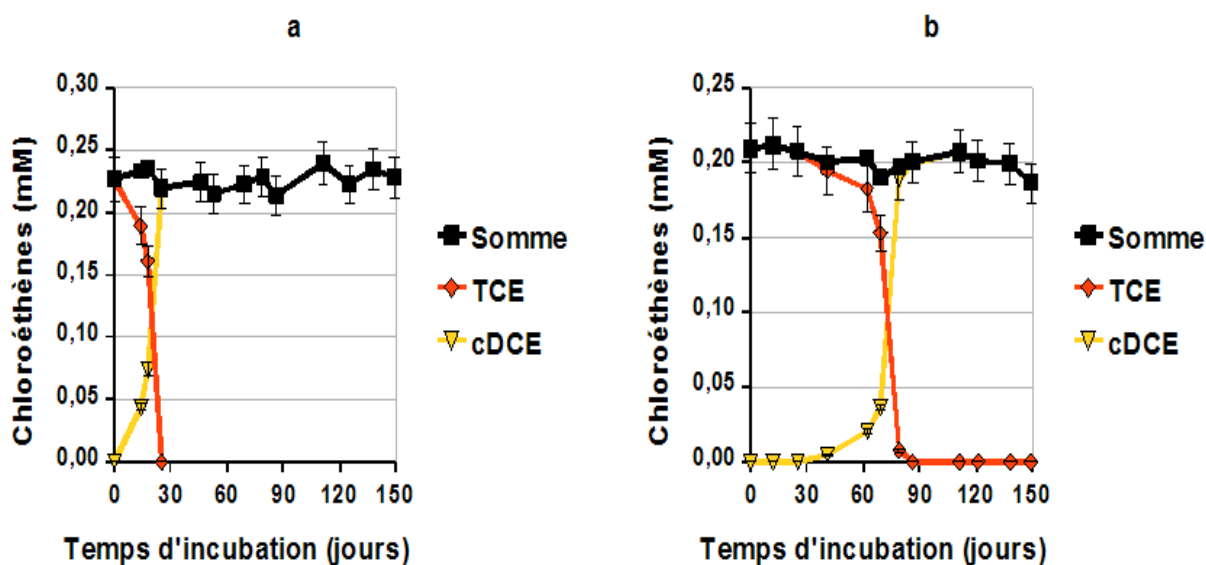 a
Chloroéthènes (mM)
0,30
0,25
0,20
0,15
0,10
0,05
0,00
0 30 60 90 120 150
Temps d'incubation (jours)
Somme
TCE
cDCE
b
Chloroéthènes (mM)
0,25
0,20
0,15
0,10
0,05
0,00
0 30 60 90 120 150
Temps d'incubation (jours)
Somme
TCE
cDCE